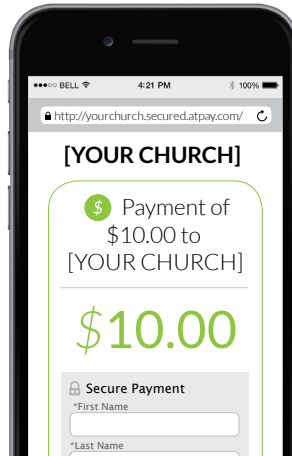 BELL 4:21 PM 100%
http://yourchurch.secured.atpay.com/
[YOUR CHURCH]
$ Payment of
$10.00 to
[YOUR CHURCH]
$10.00
Secure Payment
*First Name
*Last Name